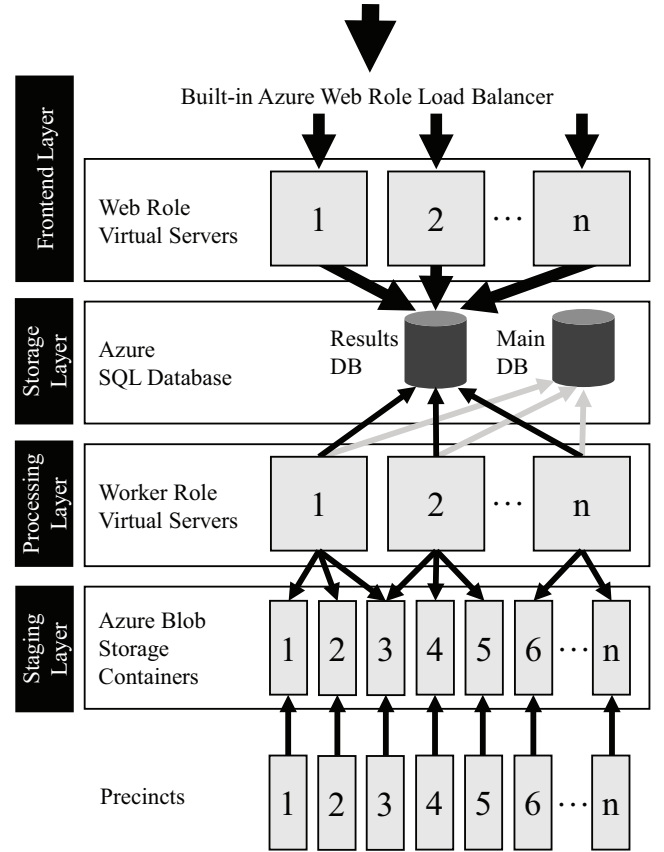 Built-in Azure Web Role Load Balancer
Frontend Layer
Web Role
Virtual Servers
1
2
...
n
Storage
Layer
Azure
SQL Database
Results
DB
Main
DB
Processing
Layer
Worker Role
Virtual Servers
1
2
...
n
Staging
Layer
Azure Blob
Storage
Containers
1 2 3 4 5 6 ... n
Precincts
1 2 3 4 5 6 ... n